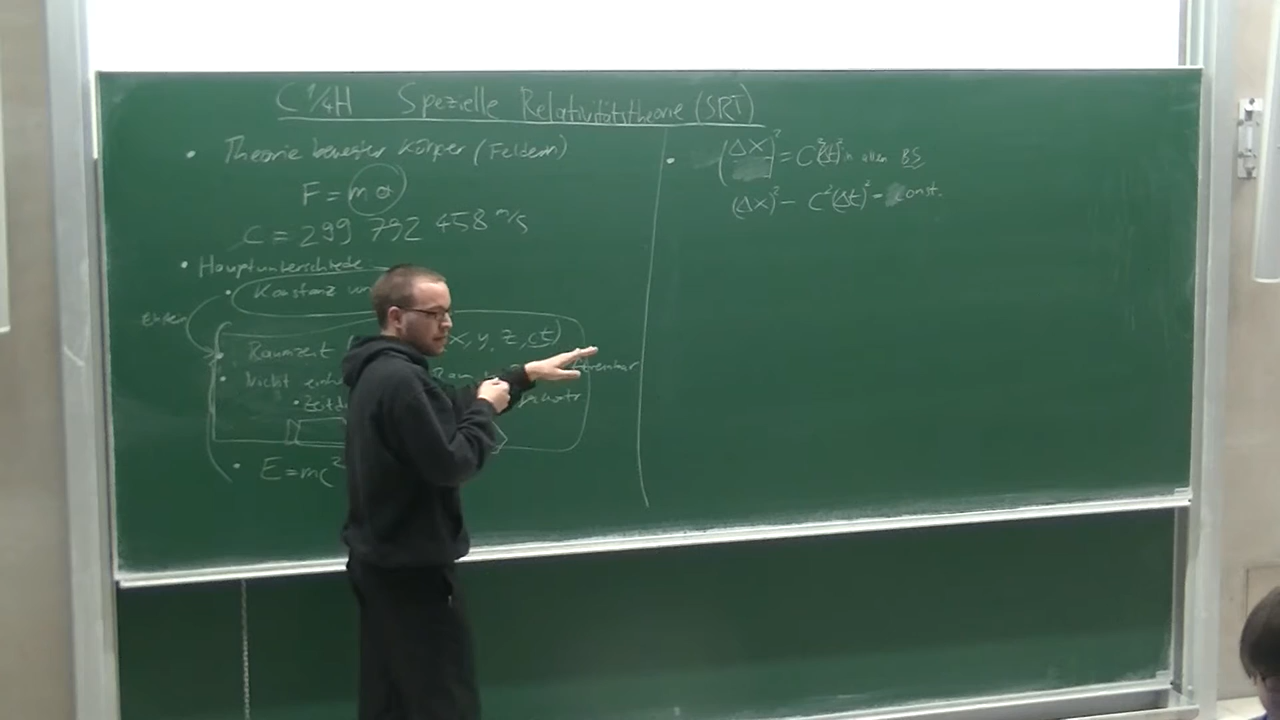 C¼H Spezielle Relativitätstheorie (SRT)
• Theorie bewegter Körper (Feldern)
F = m a
C = 299 792 458 m/s
• Hauptunterschiede
• Konstanz
• Raumzeit x, y, z, ct)
• Nicht trennbar
•
• E = mc²
• (Δx)² = C²(Δt)² in allen BS
(Δx)² - C²(Δt)² = const.